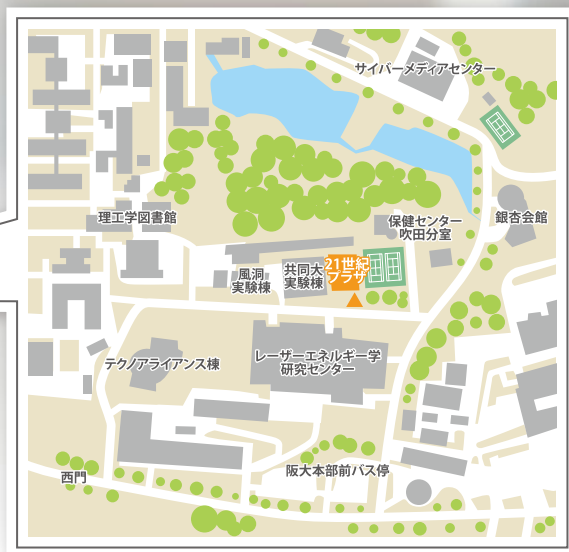 サイバーメディアセンター
理工学図書館
保健センター
吹田分室
銀杏会館
風洞
実験棟
共同大
実験棟
21世紀
プラザ
テクノアライアンス棟
レーザーエネルギー学
研究センター
西門
阪大本部前バス停